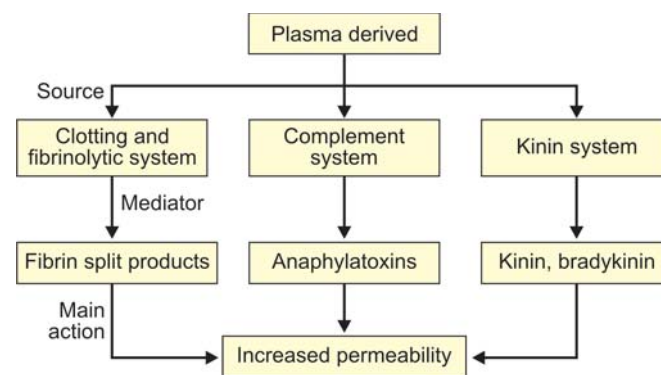 Plasma derived
Source
Clotting and
fibrinolytic system
Complement
system
Kinin system
Mediator
Fibrin split products
Anaphylatoxins
Kinin, bradykinin
Main
action
Increased permeability